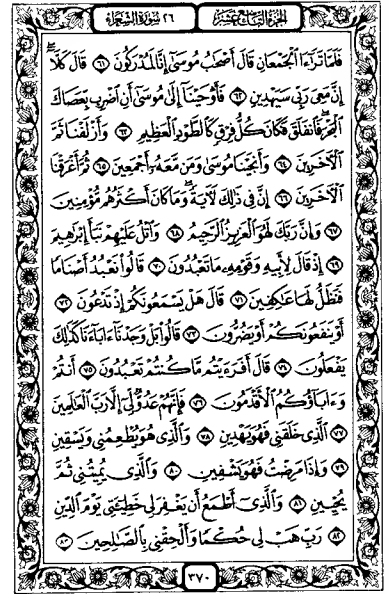 الجزء التاسع عشر
٢٦ سورة الشعراء
فَلَمَّا تَرَٰٓءَا ٱلْجَمْعَانِ قَالَ أَصْحَٰبُ مُوسَىٰٓ إِنَّا لَمُدْرَكُونَ ٦١ قَالَ كَلَّآ
إِنَّ مَعِىَ رَبِّى سَيَهْدِينِ ٦٢ فَأَوْحَيْنَآ إِلَىٰ مُوسَىٰٓ أَنِ ٱضْرِب بِّعَصَاكَ
ٱلْبَحْرَ فَٱنفَلَقَ فَكَانَ كُلُّ فِرْقٍ كَٱلطَّوْدِ ٱلْعَظِيمِ ٦٣ وَأَزْلَفْنَا ثَمَّ
ٱلْءَاخَرِينَ ٦٤ وَأَنجَيْنَا مُوسَىٰ وَمَن مَّعَهُۥٓ أَجْمَعِينَ ٦٥ ثُمَّ أَغْرَقْنَا
ٱلْءَاخَرِينَ ٦٦ إِنَّ فِى ذَٰلِكَ لَءَايَةً وَمَا كَانَ أَكْثَرُهُم مُّؤْمِنِينَ
٦٧ وَإِنَّ رَبَّكَ لَهُوَ ٱلْعَزِيزُ ٱلرَّحِيمُ ٦٨ وَٱتْلُ عَلَيْهِمْ نَبَأَ إِبْرَٰهِيمَ
٦٩ إِذْ قَالَ لِأَبِيهِ وَقَوْمِهِۦ مَا تَعْبُدُونَ ٧٠ قَالُوا۟ نَعْبُدُ أَصْنَامًا
فَنَظَلُّ لَهَا عَٰكِفِينَ ٧١ قَالَ هَلْ يَسْمَعُونَكُمْ إِذْ تَدْعُونَ ٧٢
أَوْ يَنفَعُونَكُمْ أَوْ يَضُرُّونَ ٧٣ قَالُوا۟ بَلْ وَجَدْنَآ ءَابَآءَنَا كَذَٰلِكَ
يَفْعَلُونَ ٧٤ قَالَ أَفَرَءَيْتُم مَّا كُنتُمْ تَعْبُدُونَ ٧٥ أَنتُمْ
وَءَابَآؤُكُمُ ٱلْأَقْدَمُونَ ٧٦ فَإِنَّهُمْ عَدُوٌّ لِّىٓ إِلَّا رَبَّ ٱلْعَٰلَمِينَ
٧٧ ٱلَّذِى خَلَقَنِى فَهُوَ يَهْدِينِ ٧٨ وَٱلَّذِى هُوَ يُطْعِمُنِى وَيَسْقِينِ
٧٩ وَإِذَا مَرِضْتُ فَهُوَ يَشْفِينِ ٨٠ وَٱلَّذِى يُمِيتُنِى ثُمَّ
يُحْيِينِ ٨١ وَٱلَّذِىٓ أَطْمَعُ أَن يَغْفِرَ لِى خَطِيٓـَٔتِى يَوْمَ ٱلدِّينِ
٨٢ رَبِّ هَبْ لِى حُكْمًا وَأَلْحِقْنِى بِٱلصَّٰلِحِينَ ٨٣
٣٧٠